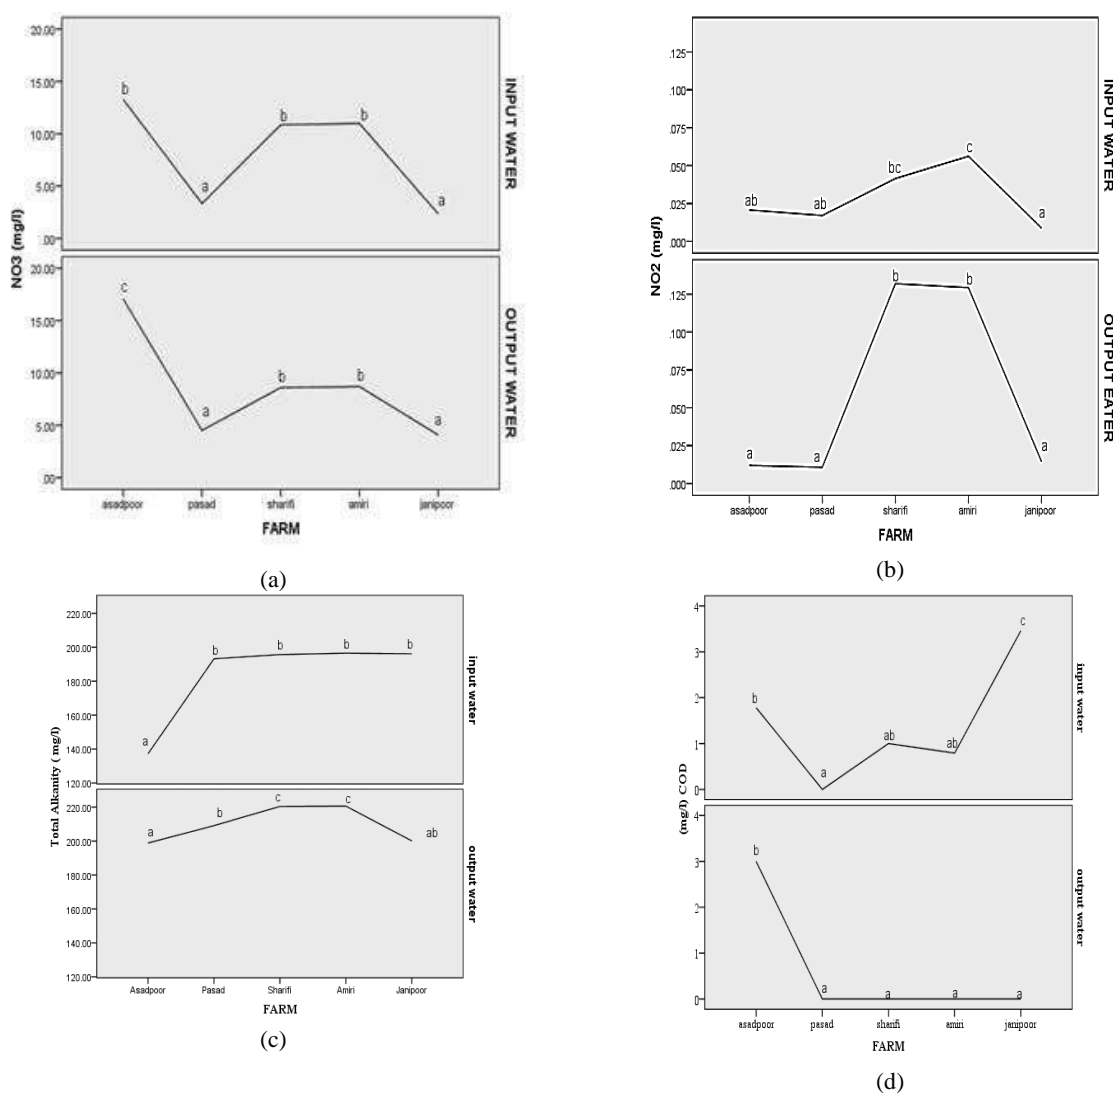 20.00
15.00
10.00
5.00
.00
b
a
b
b
a
INPUT WATER
NO3 (mg/l)
20.00
15.00
10.00
5.00
.00
c
a
b
b
a
OUTPUT WATER
asadpoor
pasad
sharifi
amiri
janipoor
FARM
(a)
.125
.100
.075
.050
.025
.000
ab
ab
bc
c
a
INPUT WATER
NO2 (mg/l)
.125
.100
.075
.050
.025
.000
a
a
b
b
a
OUTPUT EATER
asadpoor
pasad
sharifi
amiri
janipoor
FARM
(b)
220.00
200.00
180.00
160.00
140.00
120.00
a
b
b
b
b
input water
Total Alkanity ( mg/l)
220.00
200.00
180.00
160.00
140.00
120.00
a
b
c
c
ab
output water
Asadpoor
Pasad
Sharifi
Amiri
Janipoor
FARM
(c)
4
3
2
1
0
b
a
ab
ab
c
input water
(mg/l) COD
4
3
2
1
0
b
a
a
a
a
output water
asadpoor
pasad
sharifi
amiri
janipoor
FARM
(d)